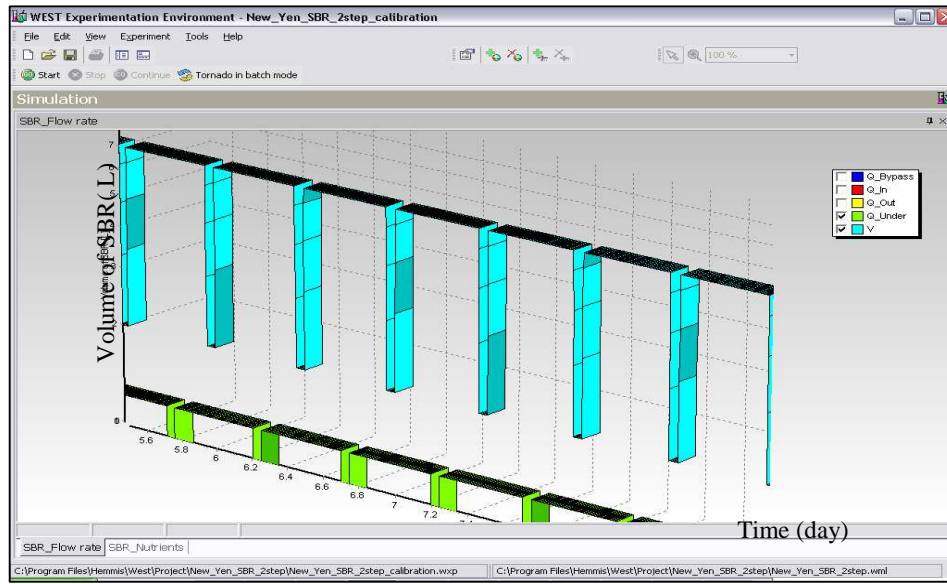 WEST Experimentation Environment - New_Yen_SBR_2step_calibration
File Edit View Experiment Tools Help
100 %
Start Stop Continue Tornado in batch mode
Simulation
SBR_Flow rate
Q_Bypass
Q_In
Q_Out
Q_Under
V
Volume of SBR(L)
7
0
5.6
5.8
6
6.2
6.4
6.6
6.8
7
7.2
Time (day)
SBR_Flow rate SBR_Nutrients
C:\Program Files\Hemmis\West\Project\New_Yen_SBR_2step\New_Yen_SBR_2step_calibration.wxp C:\Program Files\Hemmis\West\Project\New_Yen_SBR_2step\New_Yen_SBR_2step.wml